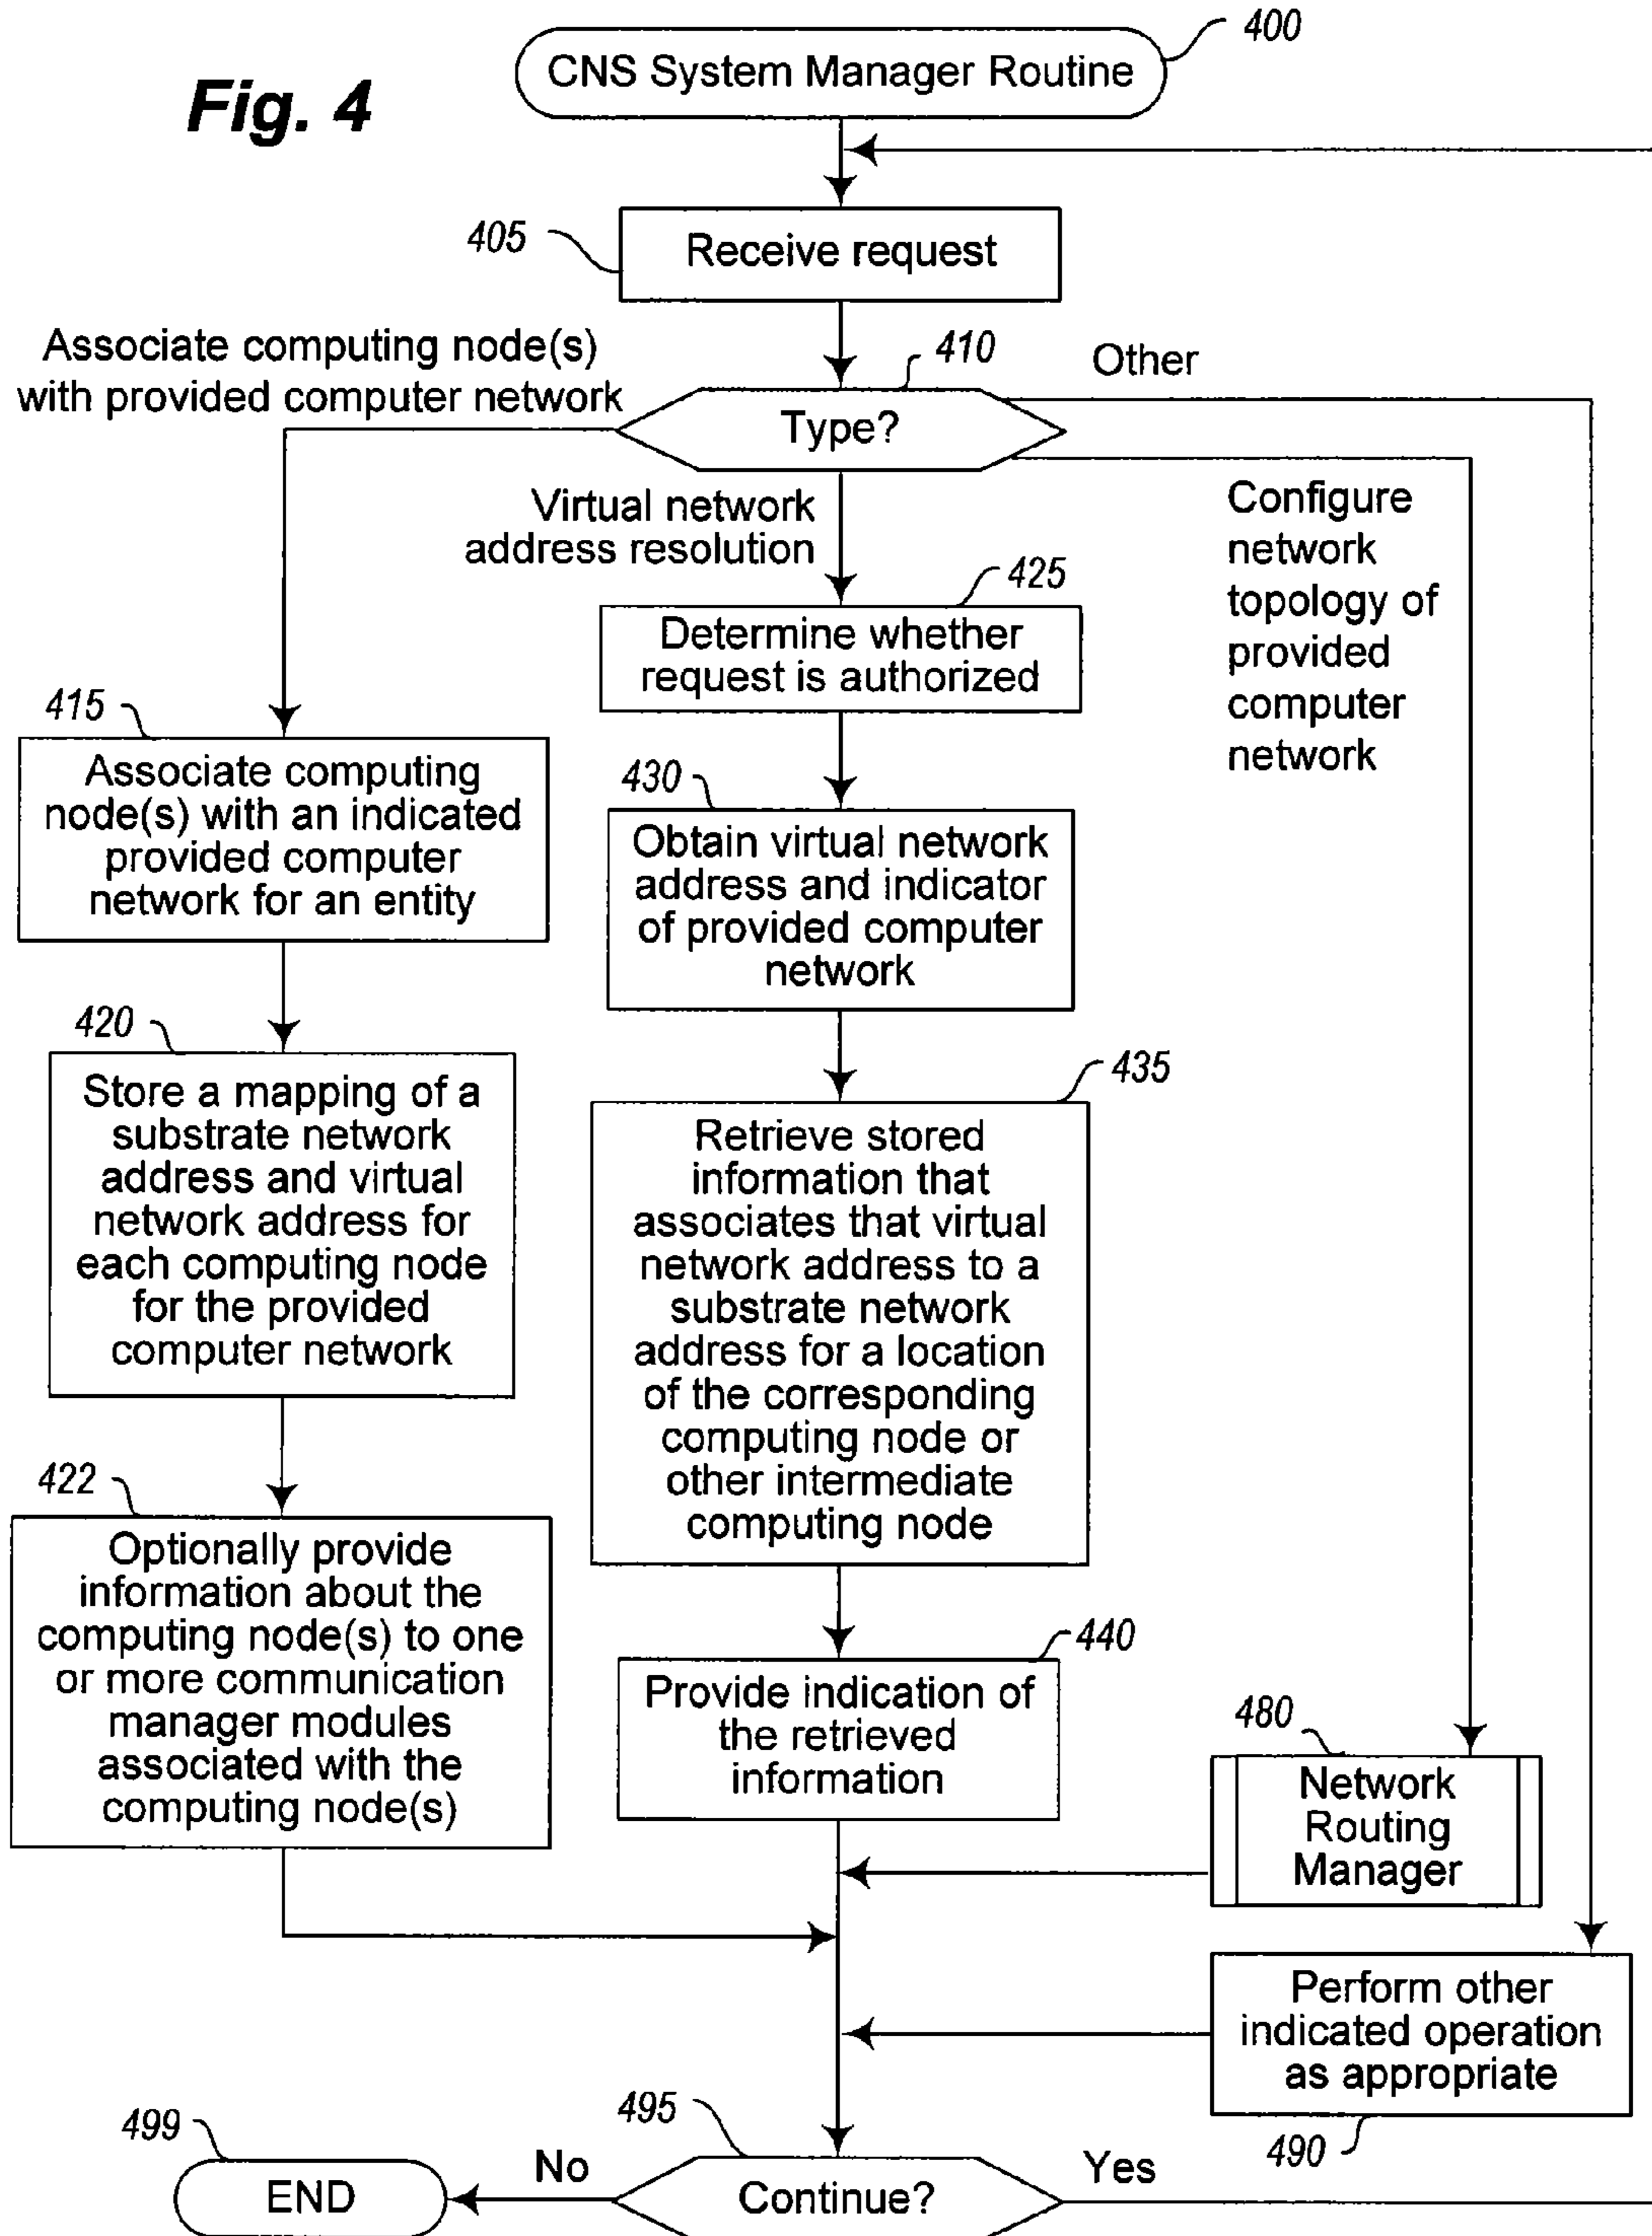 Fig. 4
CNS System Manager Routine
400
405
Receive request
Associate computing node(s)
with provided computer network
410
Other
Type?
Virtual network
address resolution
Configure
network
topology of
provided
computer
network
425
Determine whether
request is authorized
415
Associate computing
node(s) with an indicated
provided computer
network for an entity
430
Obtain virtual network
address and indicator
of provided computer
network
420
Store a mapping of a
substrate network
address and virtual
network address for
each computing node
for the provided
computer network
435
Retrieve stored
information that
associates that virtual
network address to a
substrate network
address for a location
of the corresponding
computing node or
other intermediate
computing node
422
Optionally provide
information about the
computing node(s) to one
or more communication
manager modules
associated with the
computing node(s)
440
Provide indication of
the retrieved
information
480
Network
Routing
Manager
Perform other
indicated operation
as appropriate
490
495
Continue?
Yes
No
499
END